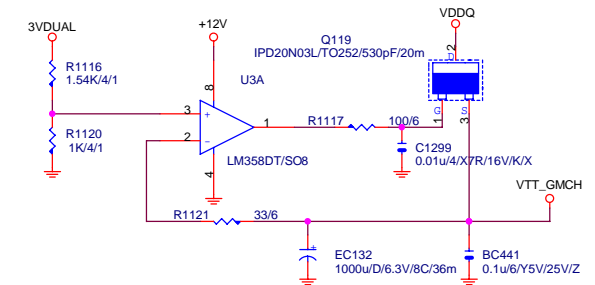 VDDQ
3VDUAL
+12V
Q119
IPD20N03L/TO252/530pF/20m
2
D
R1116
1.54K/4/1
8
U3A
G
S
1
3
3
+
1
R1117
100/6
2
-
R1120
1K/4/1
4
LM358DT/SO8
C1299
0.01u/4/X7R/16V/K/X
VTT_GMCH
R1121
33/6
+
EC132
1000u/D/6.3V/8C/36m
BC441
0.1u/6/Y5V/25V/Z